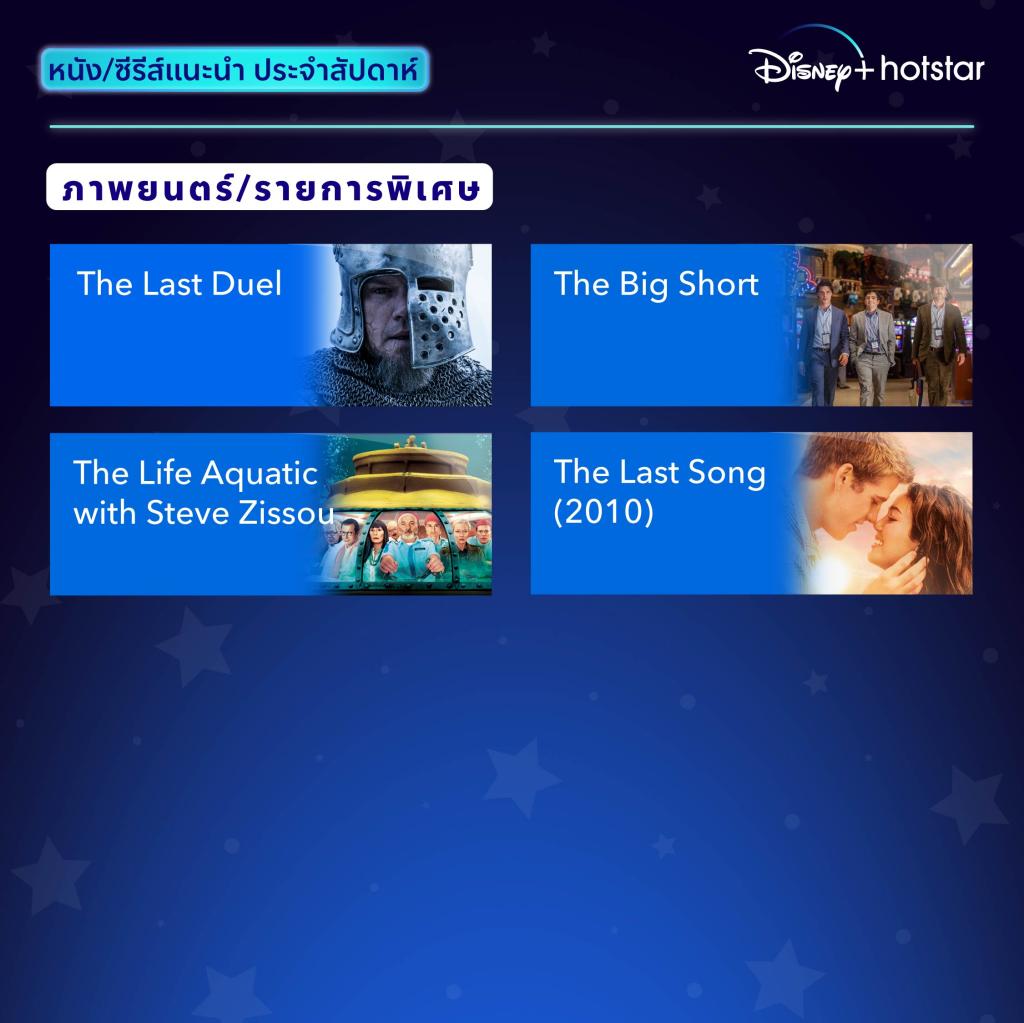 หนัง/ซีรีส์แนะนำ ประจำสัปดาห์
Disney+ hotstar
ภาพยนตร์/รายการพิเศษ
The Last Duel
The Big Short
The Life Aquatic
with Steve Zissou
The Last Song
(2010)